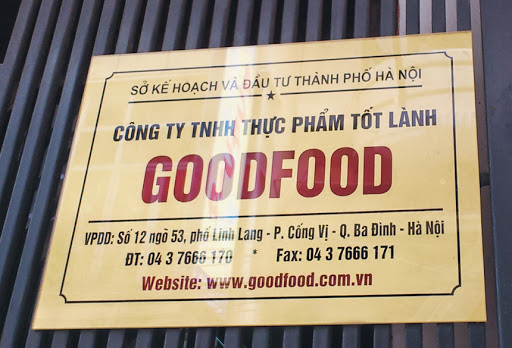 SỞ KẾ HOẠCH VÀ ĐẦU TƯ THÀNH PHỐ HÀ NỘI
CÔNG TY TNHH THỰC PHẨM TỐT LÀNH
GOODFOOD
VPDD: Số 12 ngõ 53, phố Linh Lang - P. Cống Vị - Q. Ba Đình - Hà Nội
ĐT: 04 3 7666 170 * Fax: 04 3 7666 171
Website: www.goodfood.com.vn